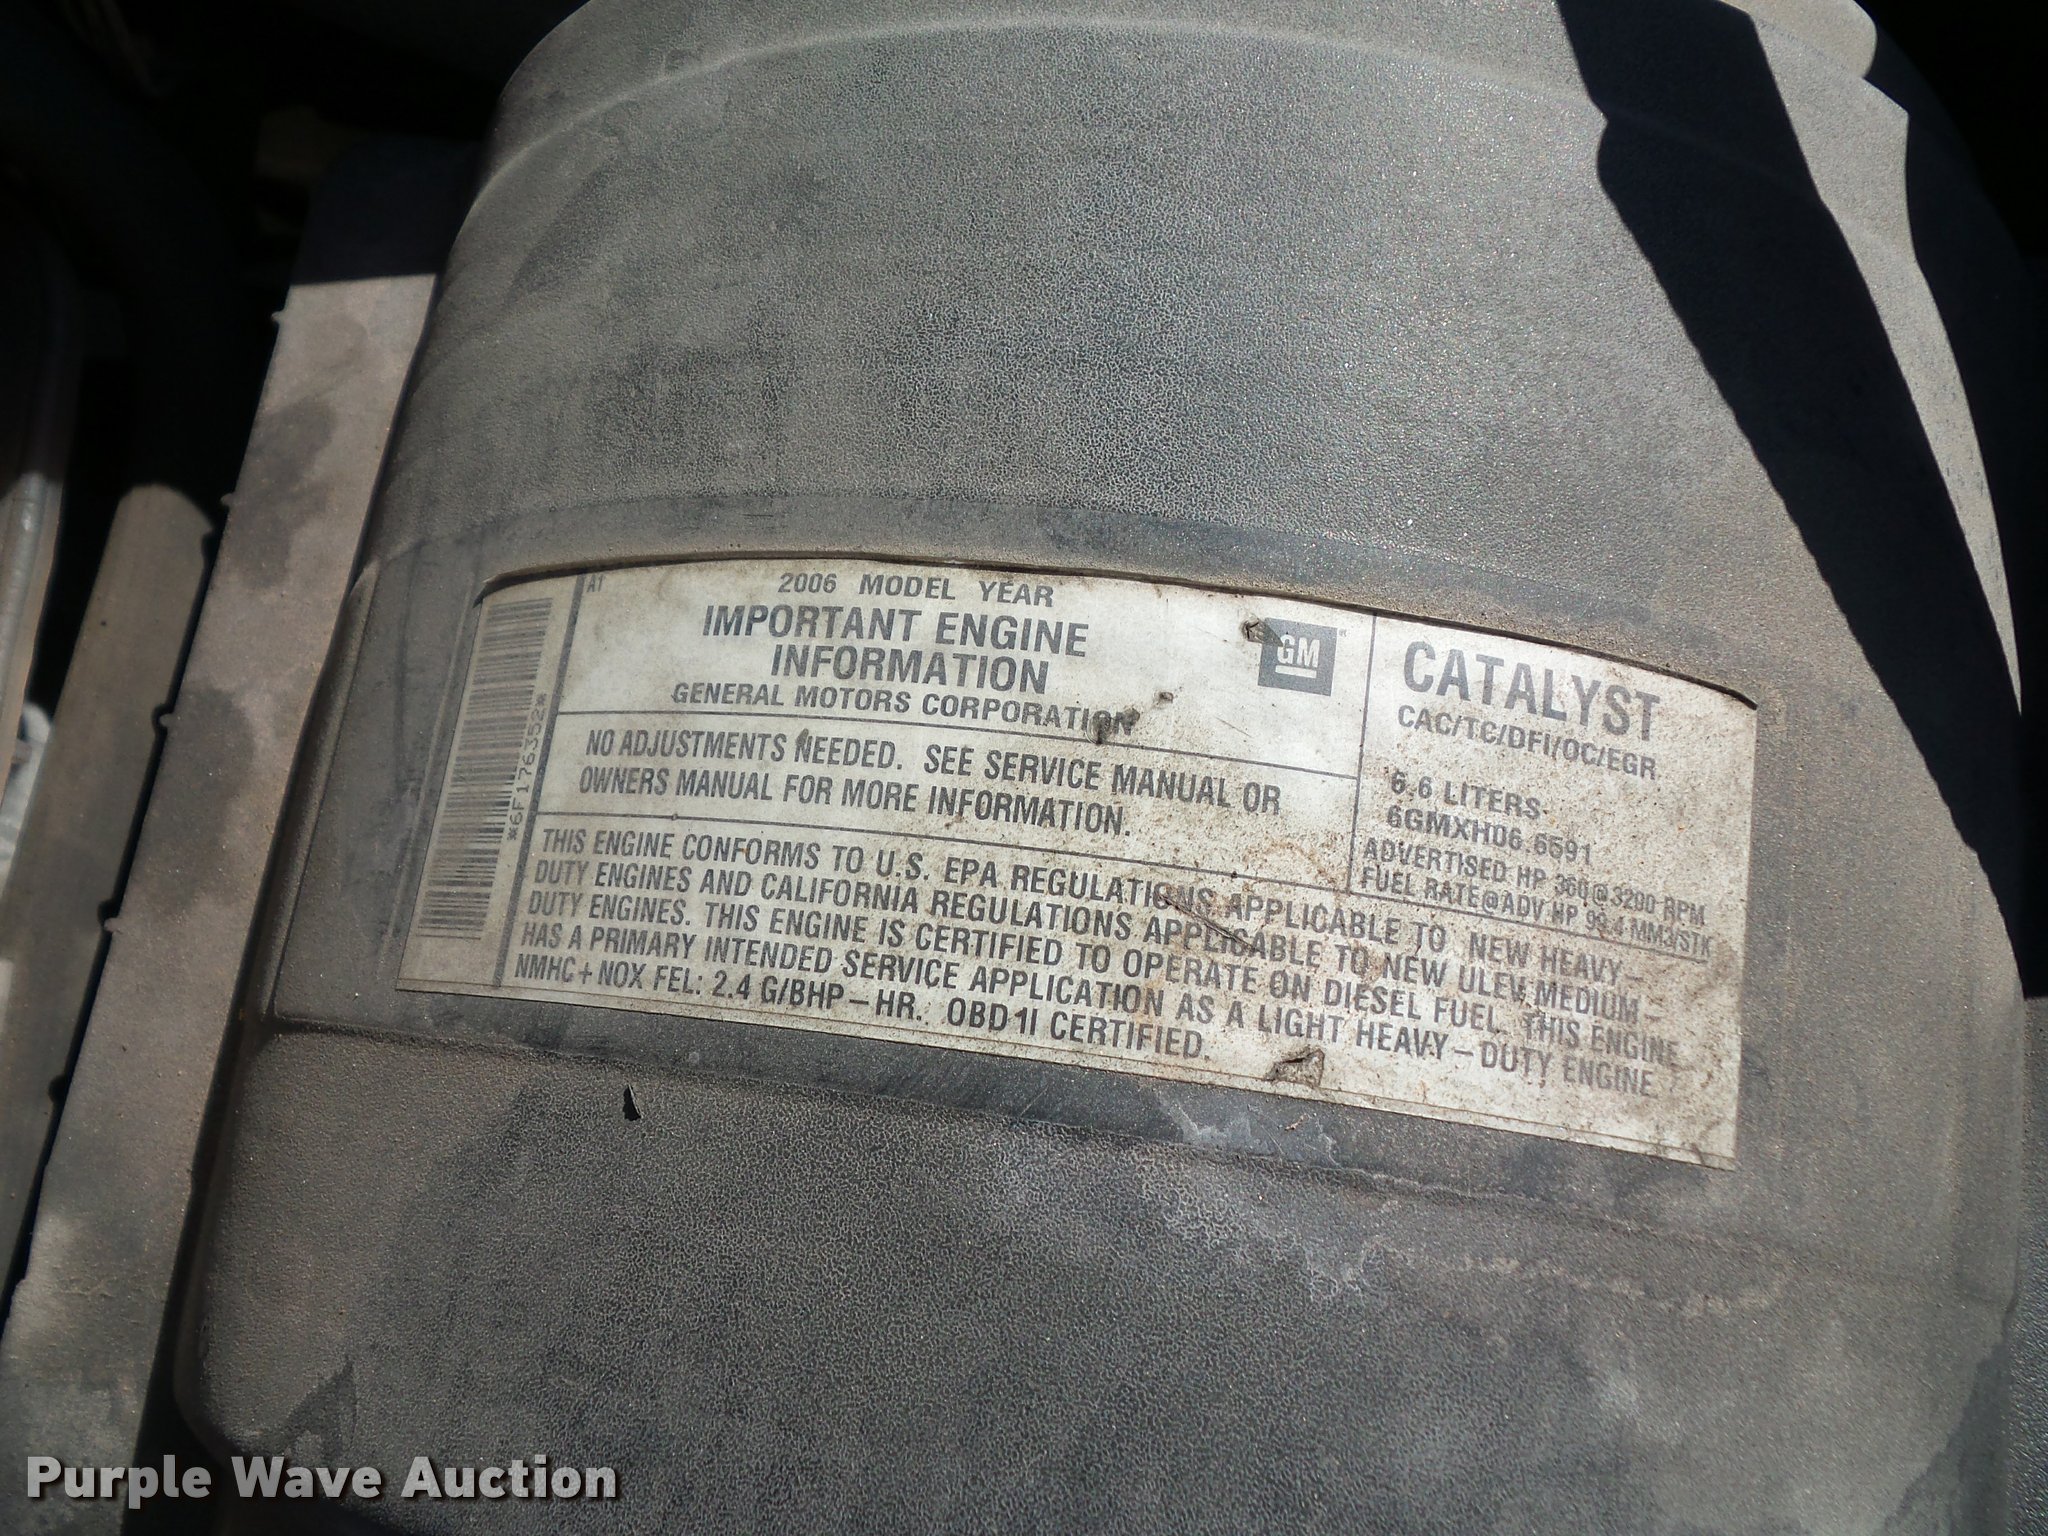 A1
2006 MODEL YEAR
IMPORTANT ENGINE
INFORMATION
GENERAL MOTORS CORPORATION
GM
*6F176352*
NO ADJUSTMENTS NEEDED. SEE SERVICE MANUAL OR
OWNERS MANUAL FOR MORE INFORMATION.
CATALYST
CAC/TC/DFI/OC/EGR
6.6 LITERS
6GMXH06.6591
ADVERTISED HP 360@3200 RPM
FUEL RATE@ADV HP 99.4 MM3/STK
THIS ENGINE CONFORMS TO U.S. EPA REGULATIONS APPLICABLE TO NEW HEAVY-
DUTY ENGINES AND CALIFORNIA REGULATIONS APPLICABLE TO NEW ULEV MEDIUM-
DUTY ENGINES. THIS ENGINE IS CERTIFIED TO OPERATE ON DIESEL FUEL. THIS ENGINE
HAS A PRIMARY INTENDED SERVICE APPLICATION AS A LIGHT HEAVY-DUTY ENGINE.
NMHC+NOX FEL: 2.4 G/BHP-HR. OBD1I CERTIFIED.
Purple Wave Auction